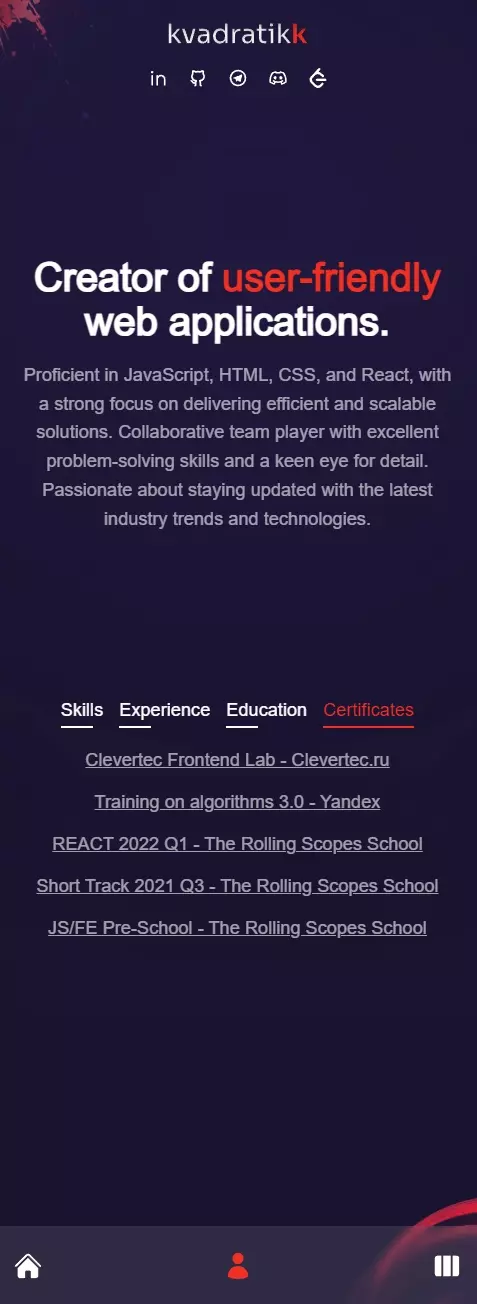 kvadratikk
in
Creator of user-friendly
web applications.
Proficient in JavaScript, HTML, CSS, and React, with
a strong focus on delivering efficient and scalable
solutions. Collaborative team player with excellent
problem-solving skills and a keen eye for detail.
Passionate about staying updated with the latest
industry trends and technologies.
Skills Experience Education Certificates
Clevertec Frontend Lab - Clevertec.ru
Training on algorithms 3.0 - Yandex
REACT 2022 Q1 - The Rolling Scopes School
Short Track 2021 Q3 - The Rolling Scopes School
JS/FE Pre-School - The Rolling Scopes School